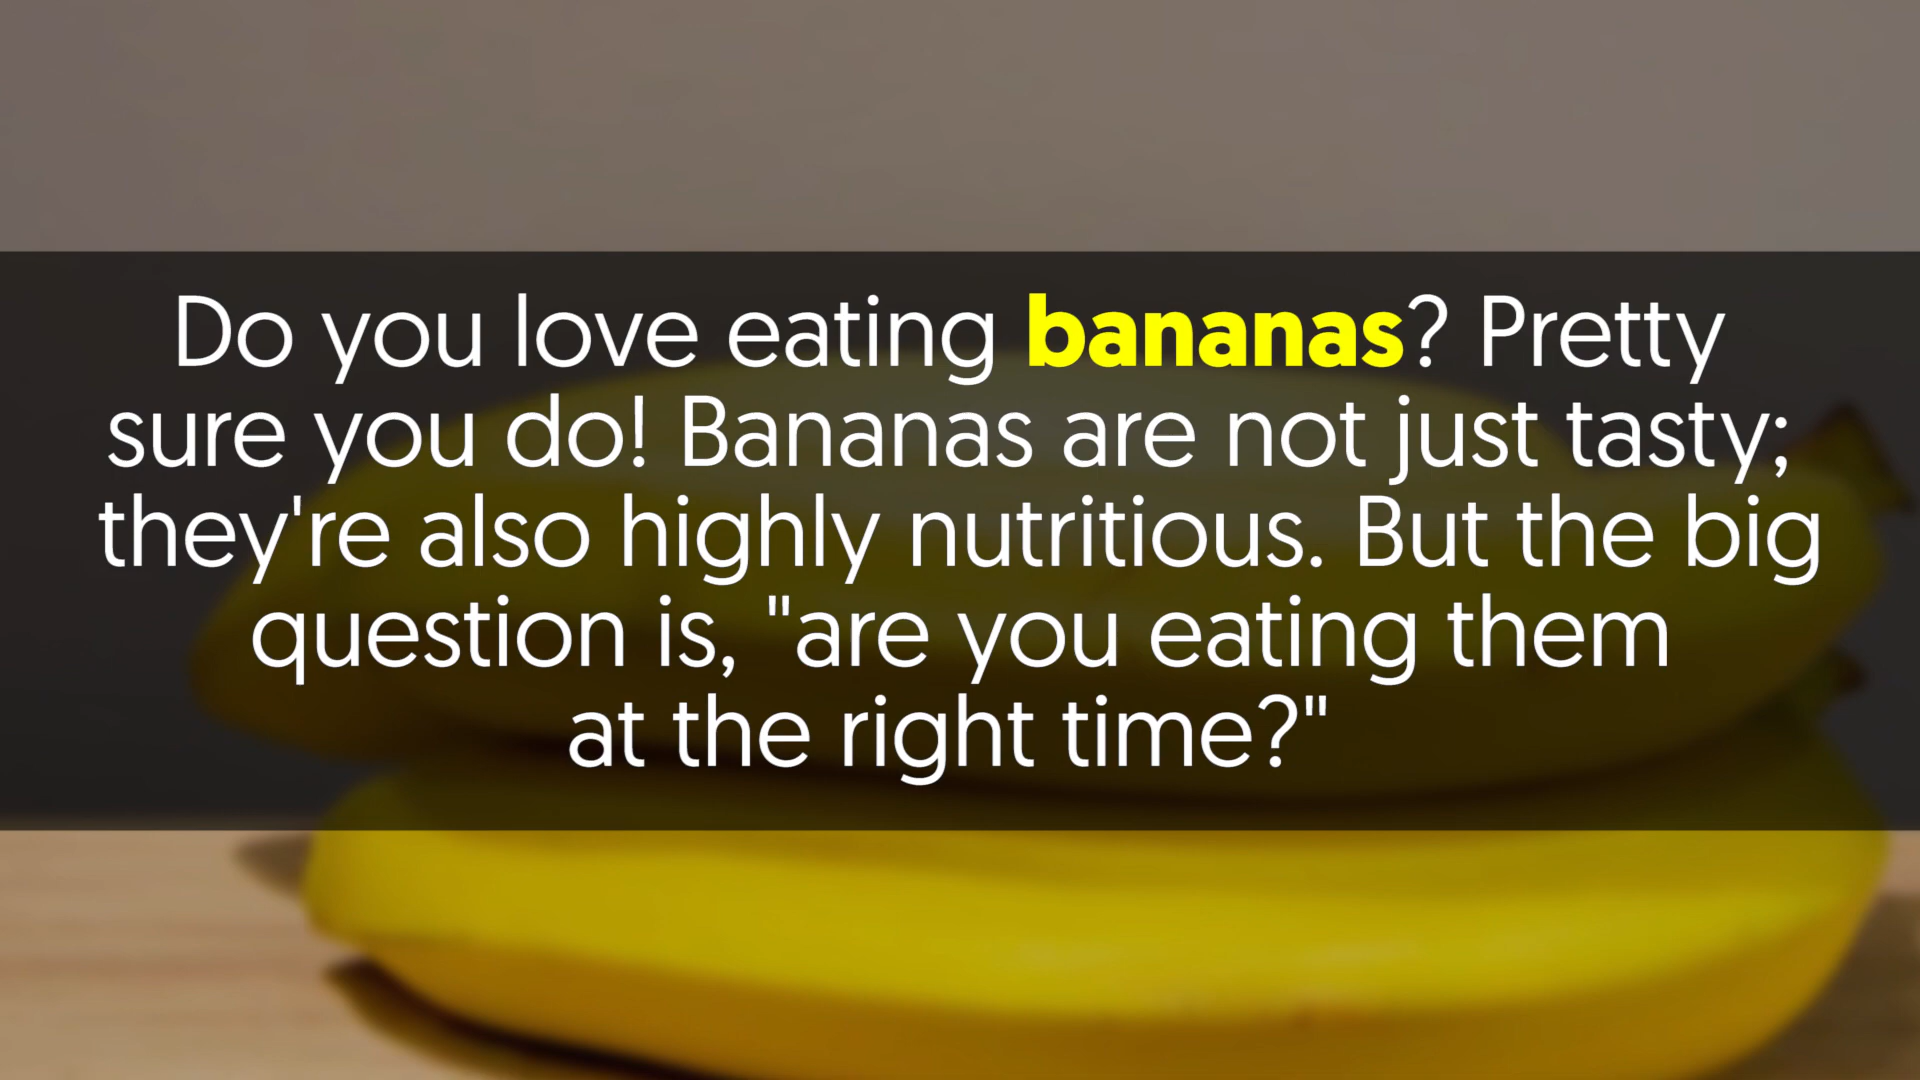 Do you love eating bananas? Pretty
sure you do! Bananas are not just tasty;
they're also highly nutritious. But the big
question is, "are you eating them
at the right time?"